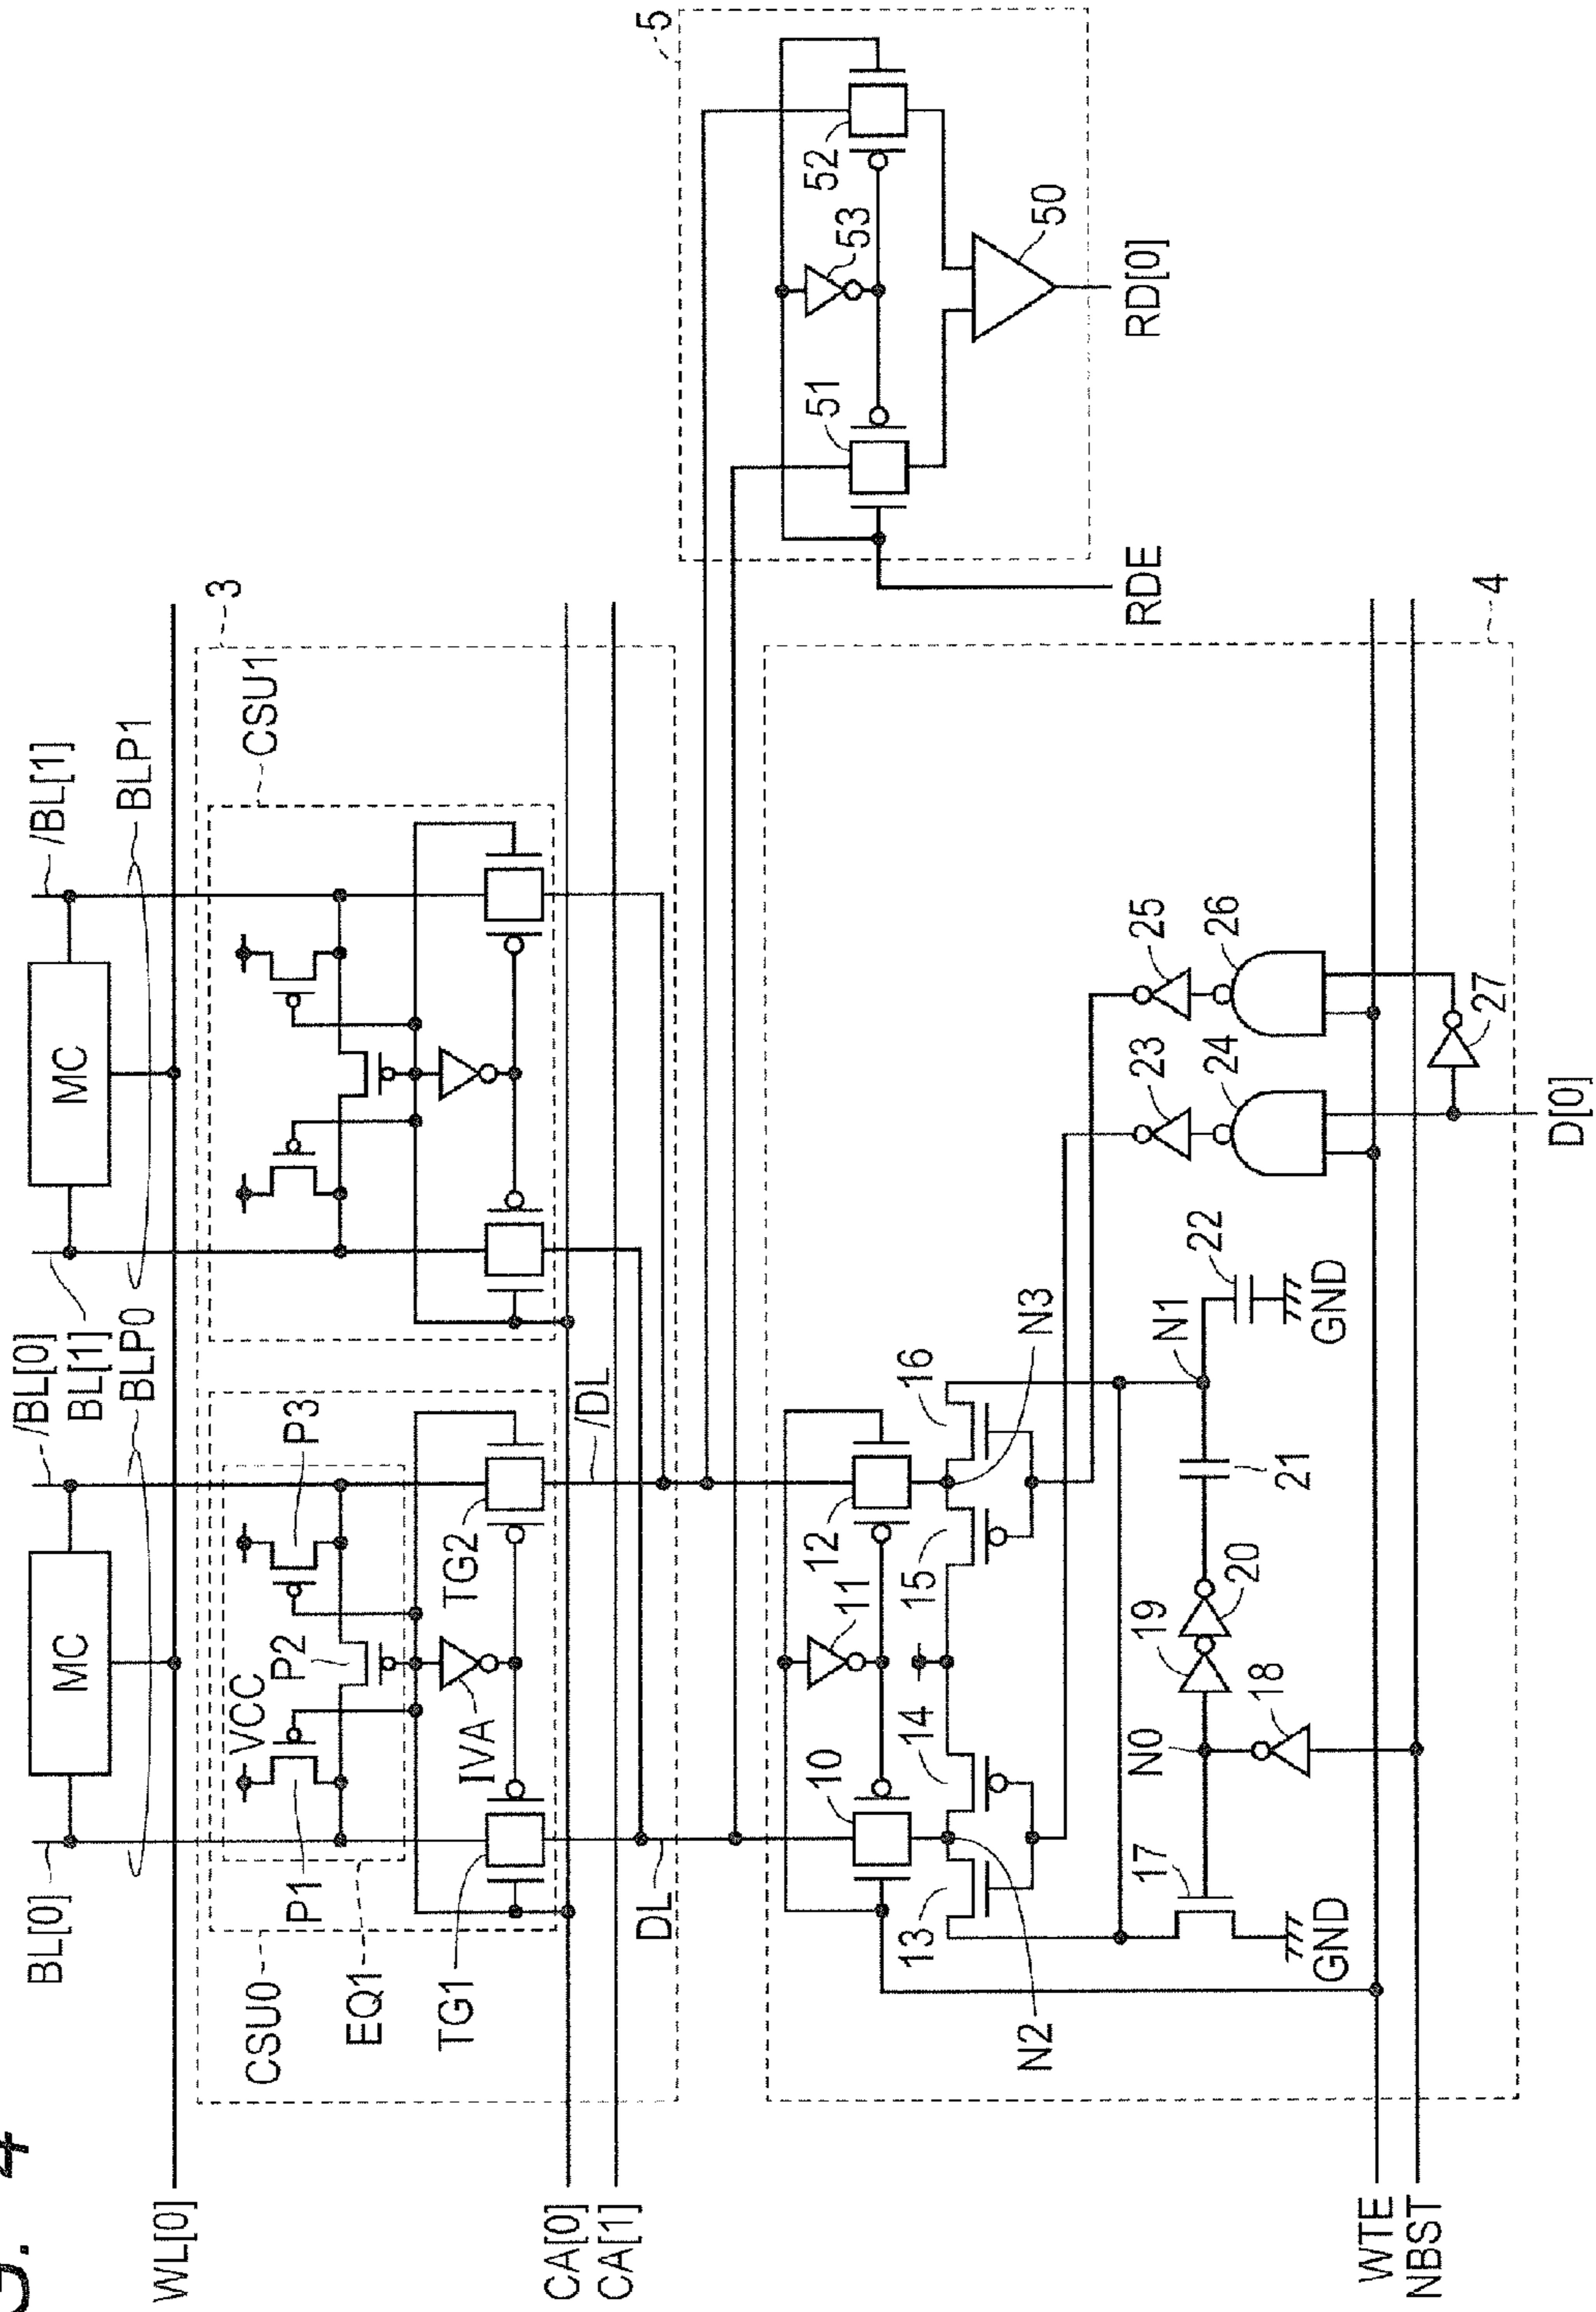 4
BL[0]
/BL[0]
BL[1]
/BL[1]
MC
MC
BLP0
BLP1
WL[0]
3
CSU0
CSU1
EQ1
VCC
P1
P2
P3
IVA
TG1
TG2
CA[0]
CA[1]
DL
/DL
5
51
52
53
50
RDE
RD[0]
10
11
12
13
14
15
16
N2
N3
17
18
19
20
21
22
N0
N1
GND
GND
23
24
25
26
27
4
WTE
NBST
D[0]